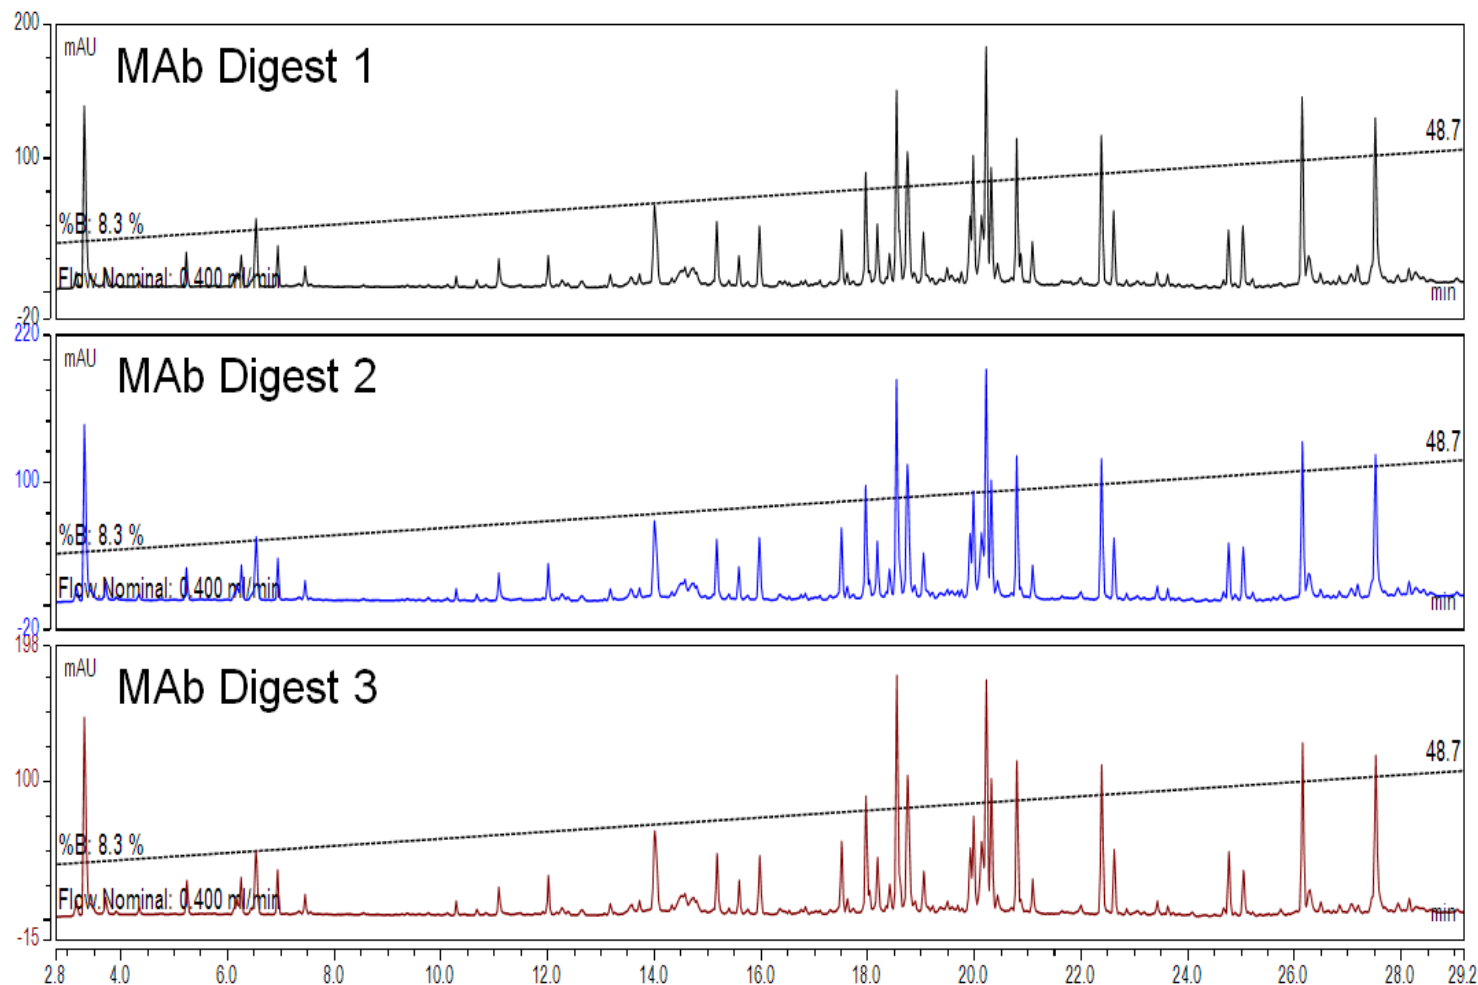 200
mAU
MAb Digest 1
48.7
100
%B: 8.3 %
Flow Nominal: 0.400 ml/min
min
-20
220
mAU
MAb Digest 2
48.7
100
%B: 8.3 %
Flow Nominal: 0.400 ml/min
min
-20
198
mAU
MAb Digest 3
48.7
100
%B: 8.3 %
Flow Nominal: 0.400 ml/min
min
-15
2.8 4.0 6.0 8.0 10.0 12.0 14.0 16.0 18.0 20.0 22.0 24.0 26.0 28.0 29.2